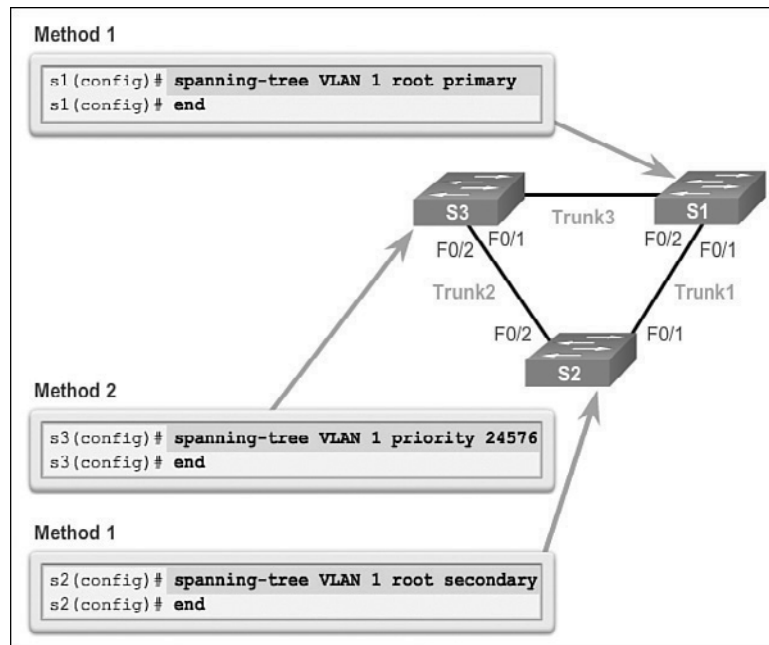 Method 1
s1(config)# spanning-tree VLAN 1 root primary
s1(config)# end
S3
Trunk3
S1
F0/2
F0/1
F0/2
F0/1
Trunk2
Trunk1
F0/2
F0/1
S2
Method 2
s3(config)# spanning-tree VLAN 1 priority 24576
s3(config)# end
Method 1
s2(config)# spanning-tree VLAN 1 root secondary
s2(config)# end